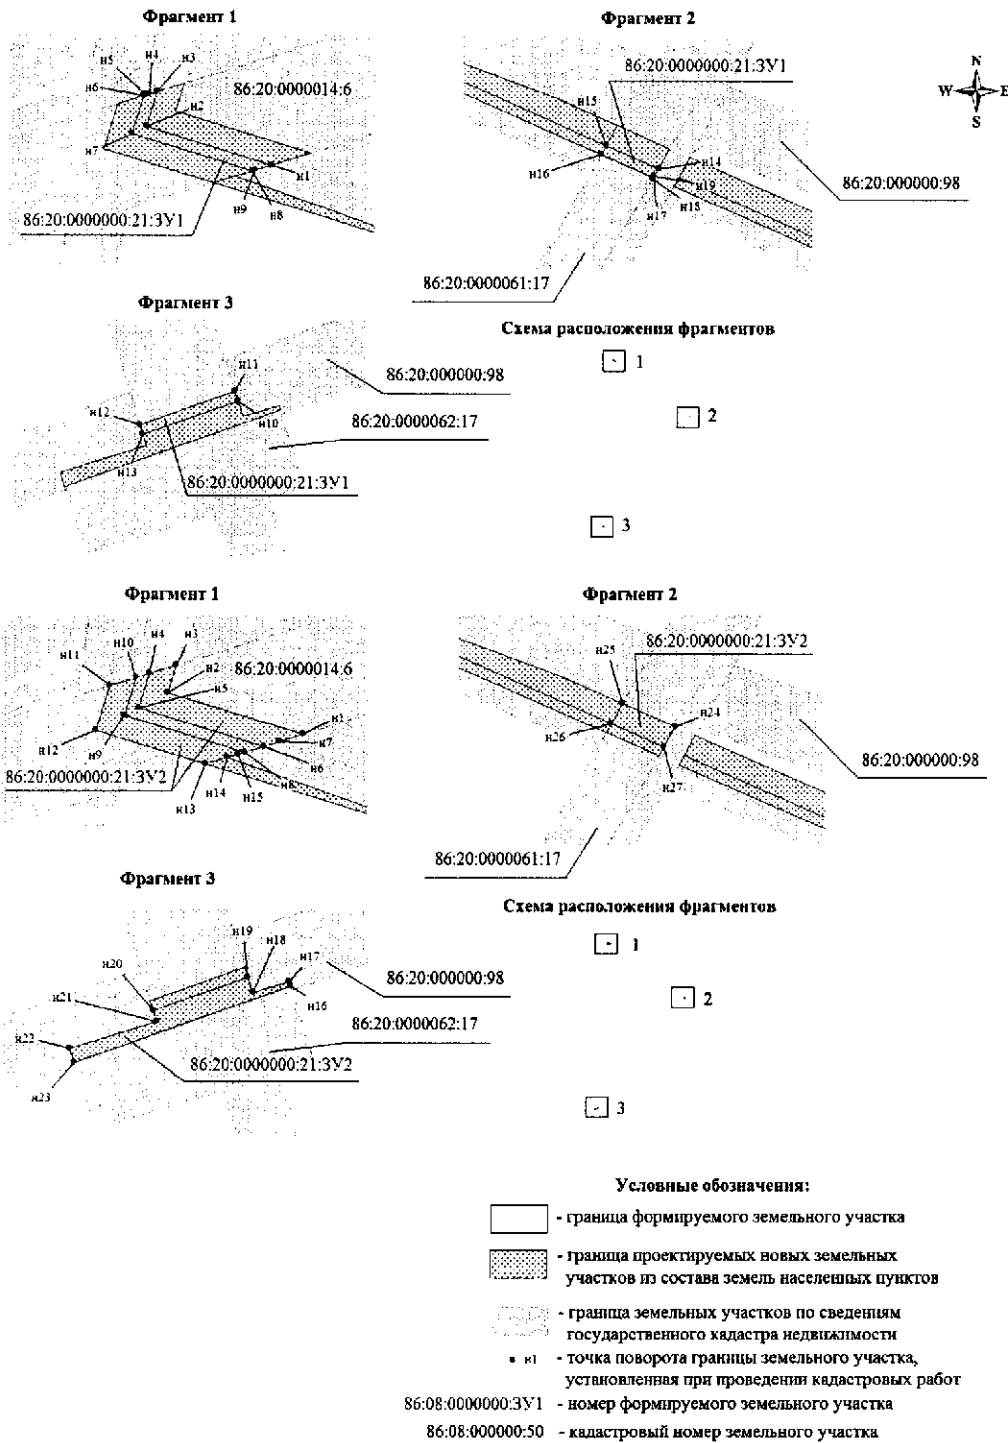 Фрагмент 1
Фрагмент 2
н5
н4
н3
н6
н2
86:20:0000014:6
н7
н1
н9
н8
86:20:0000000:21:ЗУ1
86:20:0000000:21:ЗУ1
N
W
E
S
н15
н16
н14
н19
н17
н18
86:20:000000:98
86:20:0000061:17
Фрагмент 3
н11
86:20:000000:98
н12
н10
86:20:0000062:17
н13
86:20:0000000:21:ЗУ1
Схема расположения фрагментов
1
2
3
Фрагмент 1
Фрагмент 2
н11
н10
н4
н3
н2
86:20:0000014:6
н5
н1
н7
н12
н9
н6
86:20:0000000:21:ЗУ2
н8
н15
н14
н13
86:20:0000000:21:ЗУ2
н25
н24
н26
н27
86:20:000000:98
86:20:0000061:17
Фрагмент 3
н19
н18
н17
н20
86:20:000000:98
н21
н16
86:20:0000062:17
н22
86:20:0000000:21:ЗУ2
н23
Схема расположения фрагментов
1
2
3
Условные обозначения:
- граница формируемого земельного участка
- граница проектируемых новых земельных
участков из состава земель населенных пунктов
- граница земельных участков по сведениям
государственного кадастра недвижимости
н1 - точка поворота границы земельного участка,
установленная при проведении кадастровых работ
86:08:0000000:ЗУ1 - номер формируемого земельного участка
86:08:000000:50 - кадастровый номер земельного участка